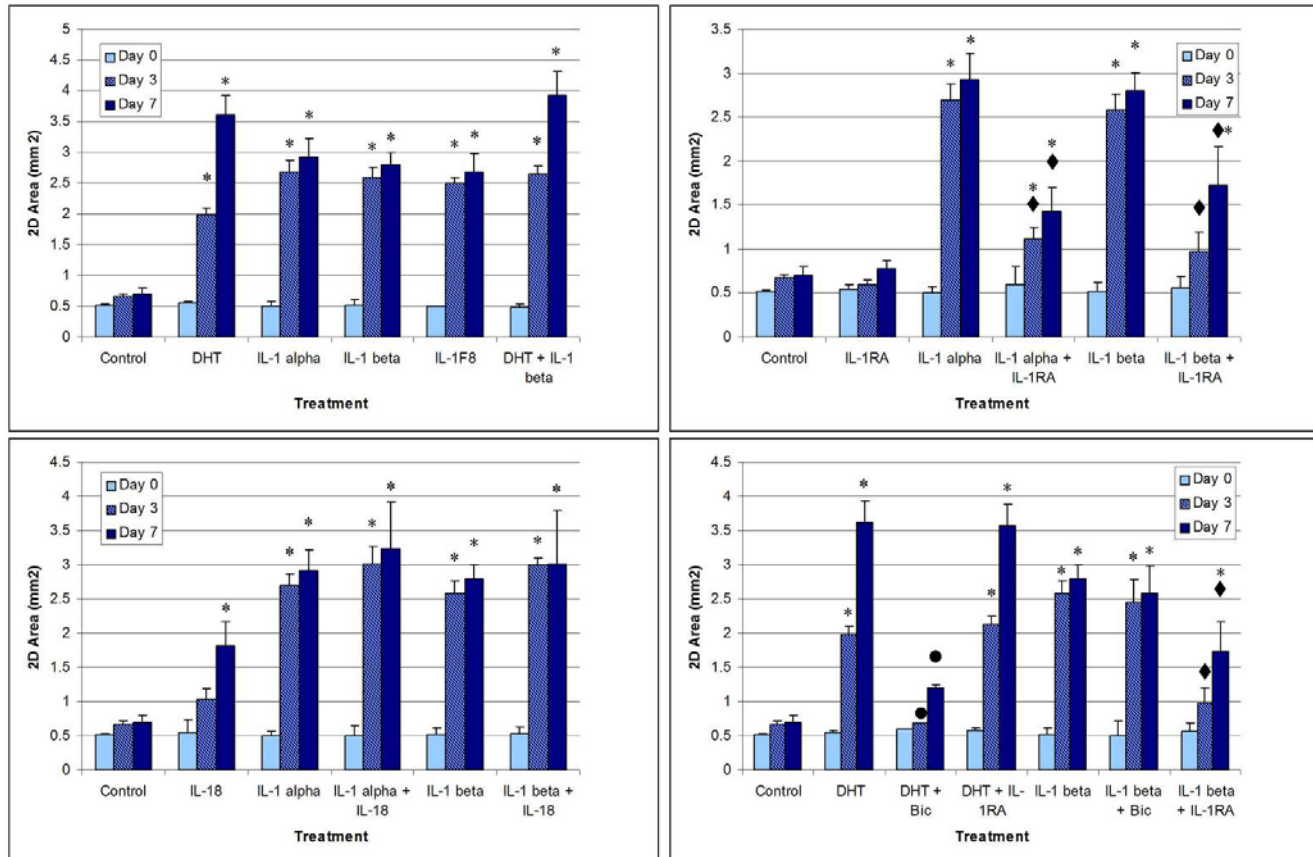 5
4.5
4
3.5
3
2.5
2
1.5
1
0.5
0
2D Area (mm 2)
Day 0
Day 3
Day 7
* * * * * * * * * *
Control DHT IL-1 alpha IL-1 beta IL-1F8 DHT + IL-1
beta
Treatment
3.5
3
2.5
2
1.5
1
0.5
0
2D Area (mm2)
Day 0
Day 3
Day 7
* * * * * * *
Control IL-1RA IL-1 alpha IL-1 alpha + IL-1 beta IL-1 beta +
IL-1RA IL-1RA
Treatment
4.5
4
3.5
3
2.5
2
1.5
1
0.5
0
2D Area (mm2)
Day 0
Day 3
Day 7
* * * * * * * * *
Control IL-18 IL-1 alpha IL-1 alpha IL-1 beta IL-1 beta
+ IL-18 + IL-18
Treatment
4.5
4
3.5
3
2.5
2
1.5
1
0.5
0
2D Area (mm2)
Day 0
Day 3
Day 7
* * * * * * * * *
Control DHT DHT + DHT + IL- IL-1 beta IL-1 beta IL-1 beta
Bic 1RA + Bic + IL-1RA
Treatment